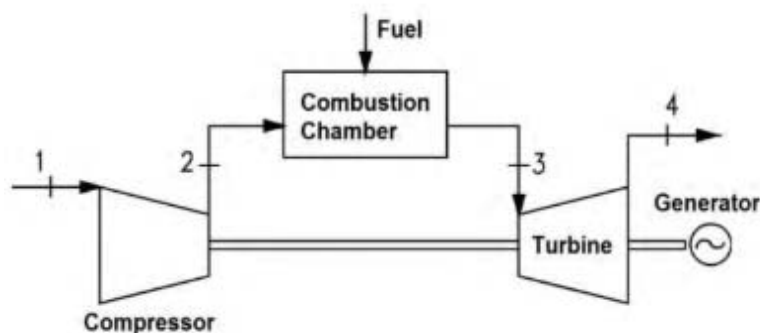 Fuel
Combustion
Chamber
1
2
3
4
Generator
Turbine
Compressor